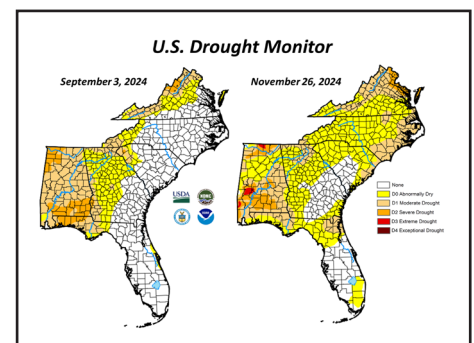 U.S. Drought Monitor
September 3, 2024
November 26, 2024
USDA
None
D0 Abnormally Dry
D1 Moderate Drought
D2 Severe Drought
D3 Extreme Drought
D4 Exceptional Drought